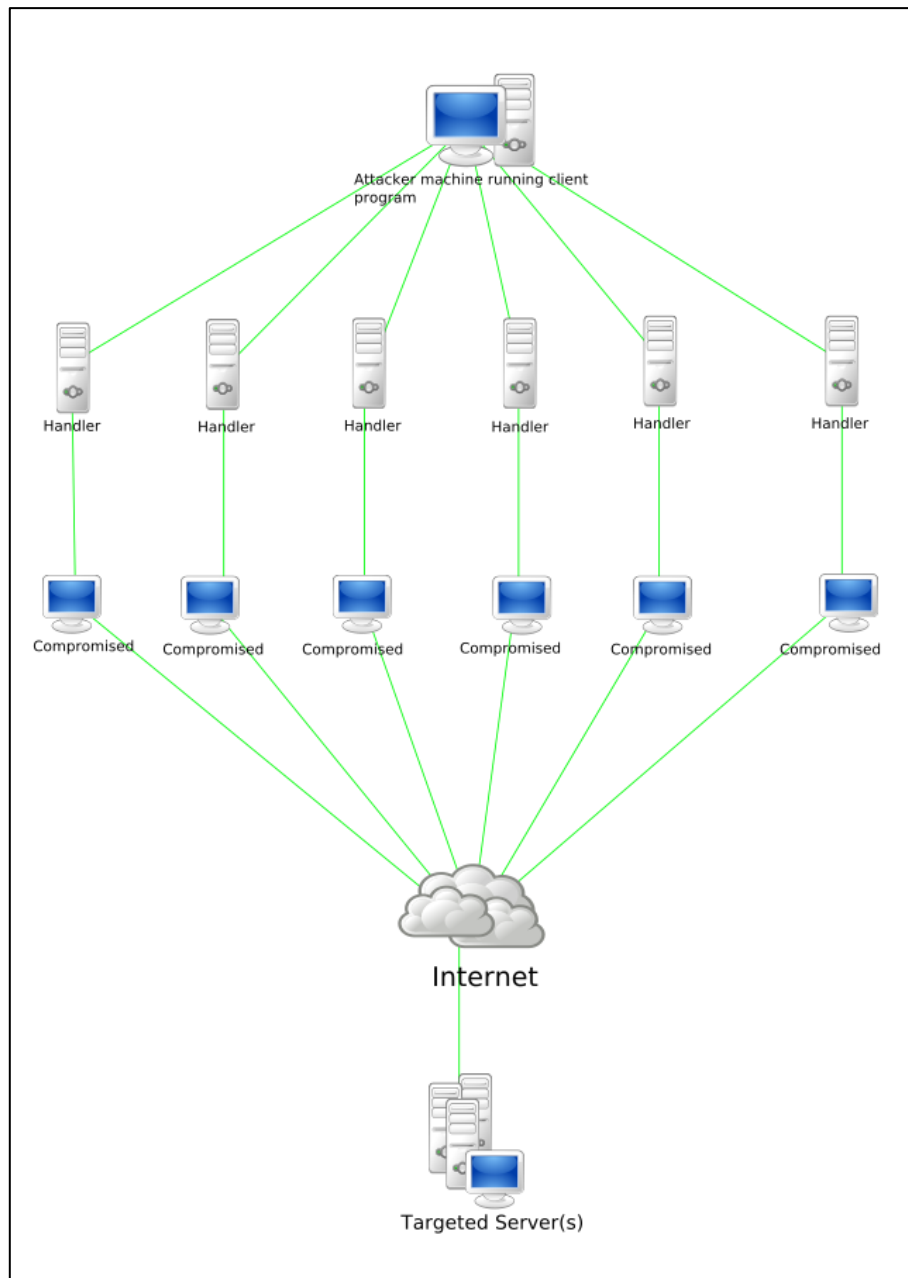 Attacker machine running client
program
Handler
Handler
Handler
Handler
Handler
Handler
Compromised
Compromised
Compromised
Compromised
Compromised
Compromised
Internet
Targeted Server(s)